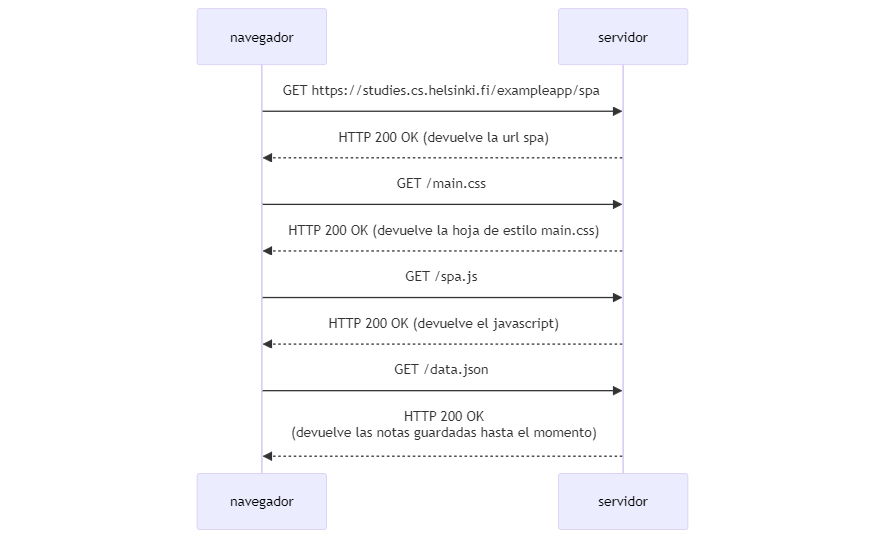 navegador
servidor
GET https://studies.cs.helsinki.fi/exampleapp/spa
HTTP 200 OK (devuelve la url spa)
GET /main.css
HTTP 200 OK (devuelve la hoja de estilo main.css)
GET /spa.js
HTTP 200 OK (devuelve el javascript)
GET /data.json
HTTP 200 OK
(devuelve las notas guardadas hasta el momento)
navegador
servidor